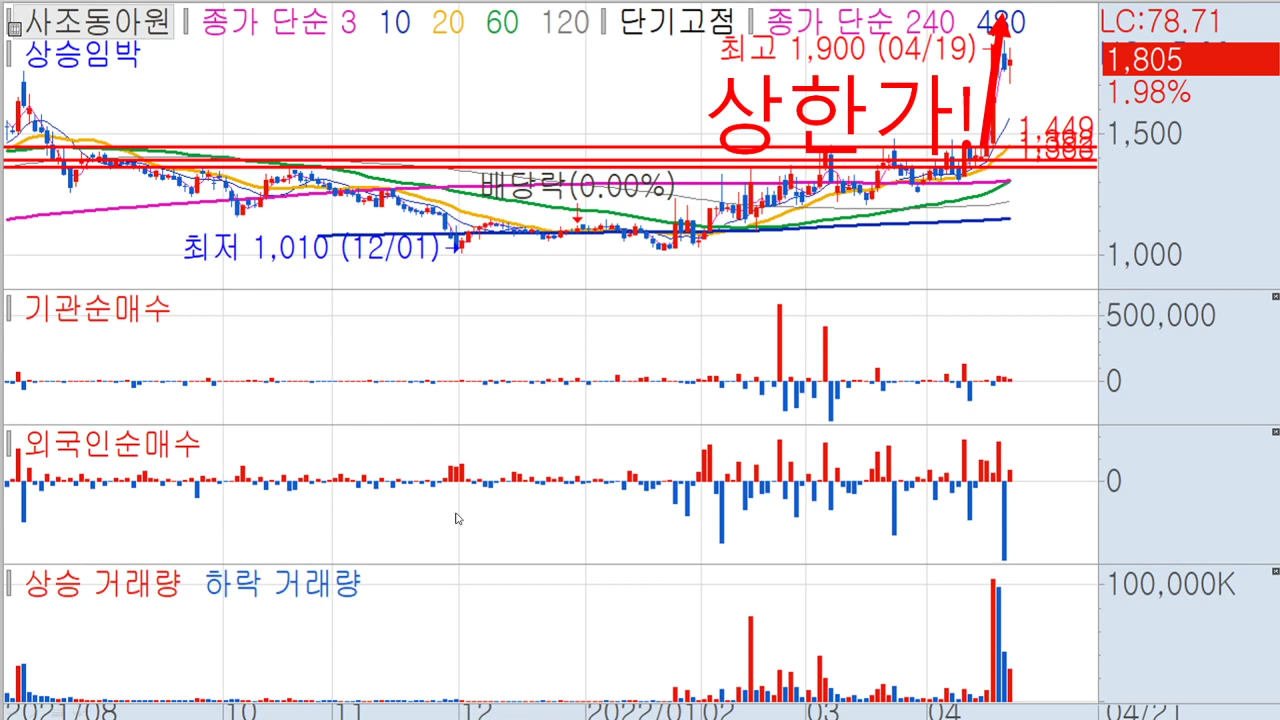 사조동아원 종가 단순 3 10 20 60 120 단기고점 종가 단순 240 480 LC:78.71
상승임박
최고 1,900 (04/19)
1,805
1.98%
상한가!
1,449
1,500
배당락(0.00%)
최저 1,010 (12/01)
1,000
기관순매수
500,000
0
외국인순매수
0
상승 거래량 하락 거래량
100,000K
2021/08 10 11 12 2022/01 02 03 04 04/21